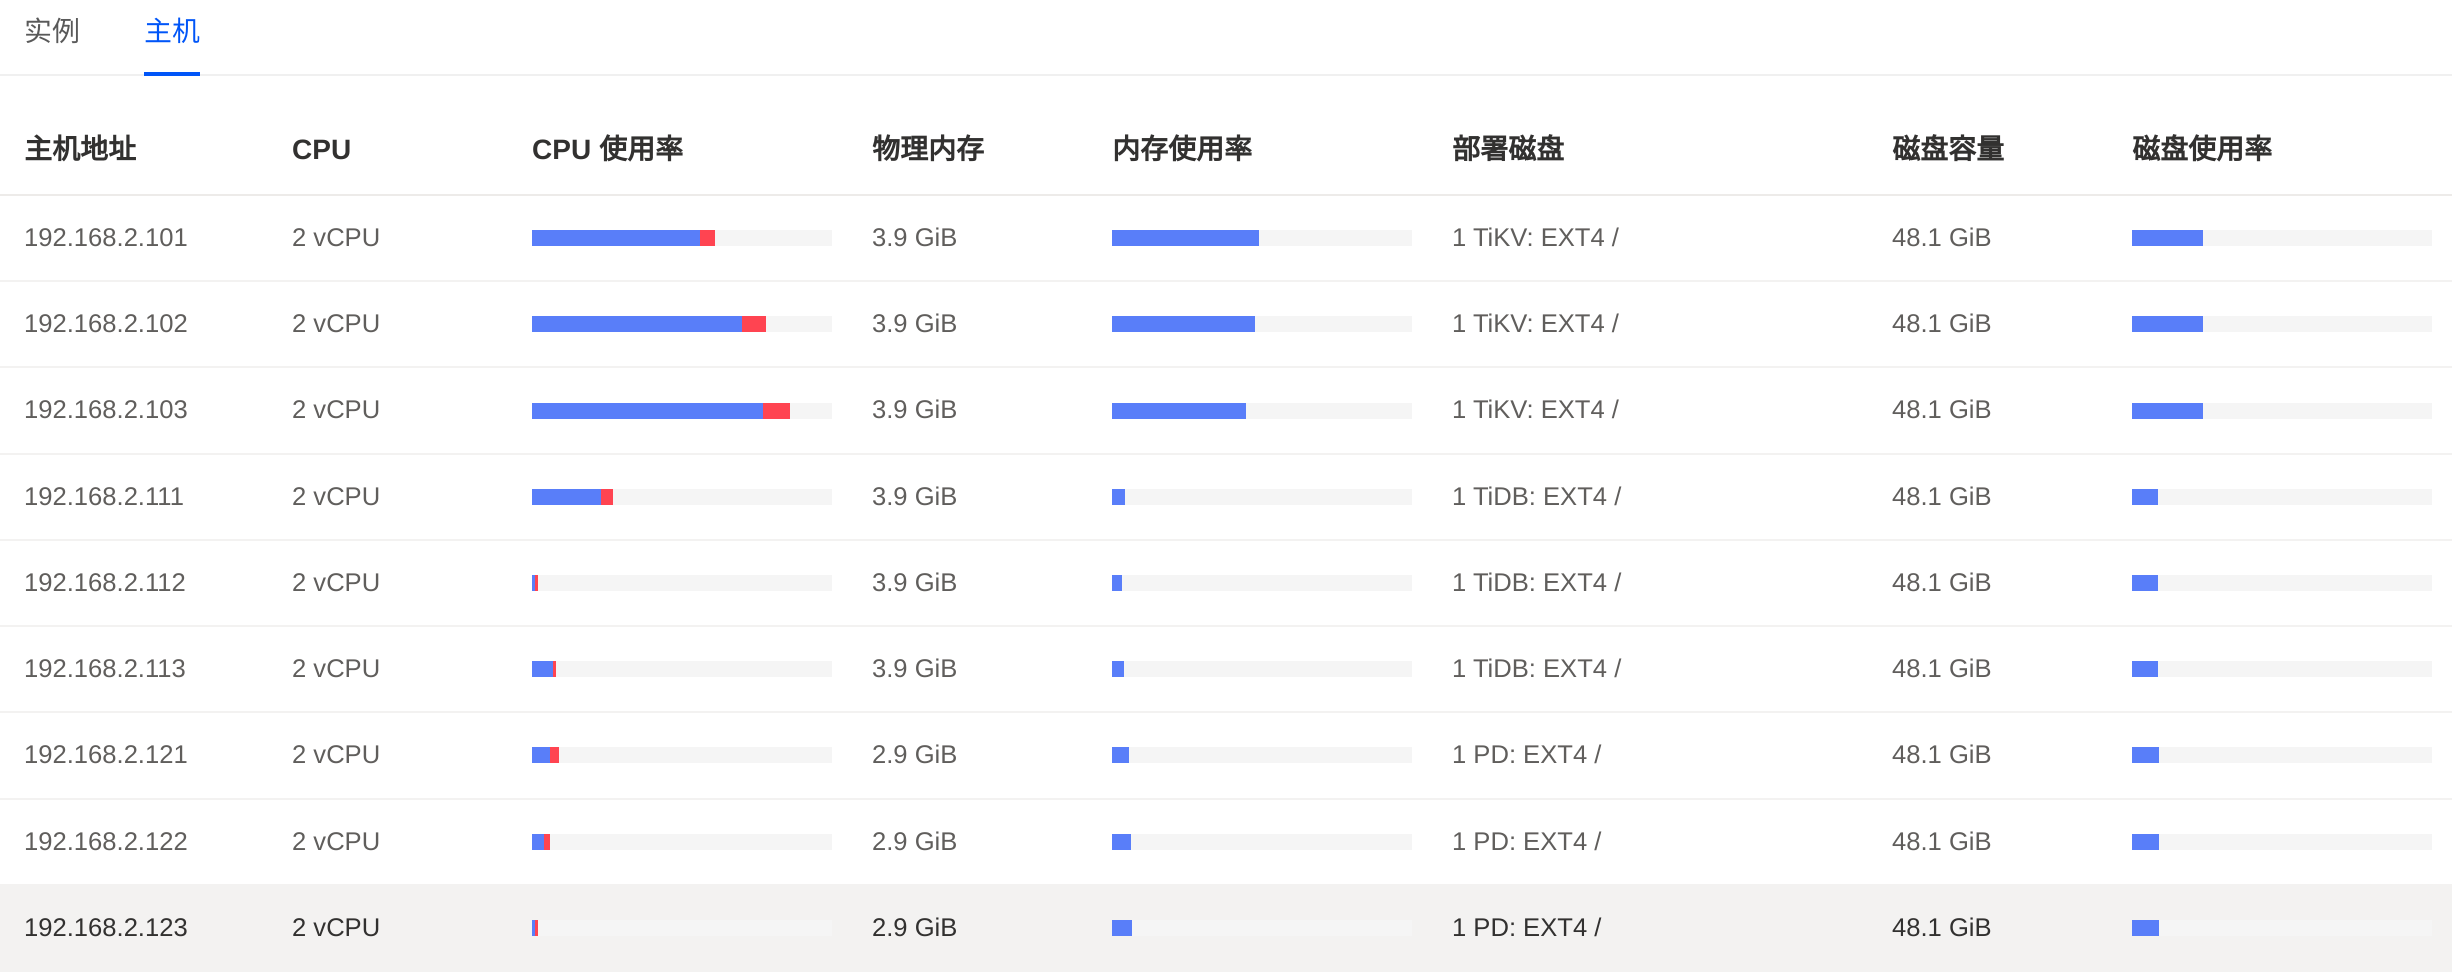 实例 主机
主机地址 CPU CPU 使用率 物理内存 内存使用率 部署磁盘 磁盘容量 磁盘使用率
192.168.2.101 2 vCPU 3.9 GiB 1 TiKV: EXT4 / 48.1 GiB
192.168.2.102 2 vCPU 3.9 GiB 1 TiKV: EXT4 / 48.1 GiB
192.168.2.103 2 vCPU 3.9 GiB 1 TiKV: EXT4 / 48.1 GiB
192.168.2.111 2 vCPU 3.9 GiB 1 TiDB: EXT4 / 48.1 GiB
192.168.2.112 2 vCPU 3.9 GiB 1 TiDB: EXT4 / 48.1 GiB
192.168.2.113 2 vCPU 3.9 GiB 1 TiDB: EXT4 / 48.1 GiB
192.168.2.121 2 vCPU 2.9 GiB 1 PD: EXT4 / 48.1 GiB
192.168.2.122 2 vCPU 2.9 GiB 1 PD: EXT4 / 48.1 GiB
192.168.2.123 2 vCPU 2.9 GiB 1 PD: EXT4 / 48.1 GiB